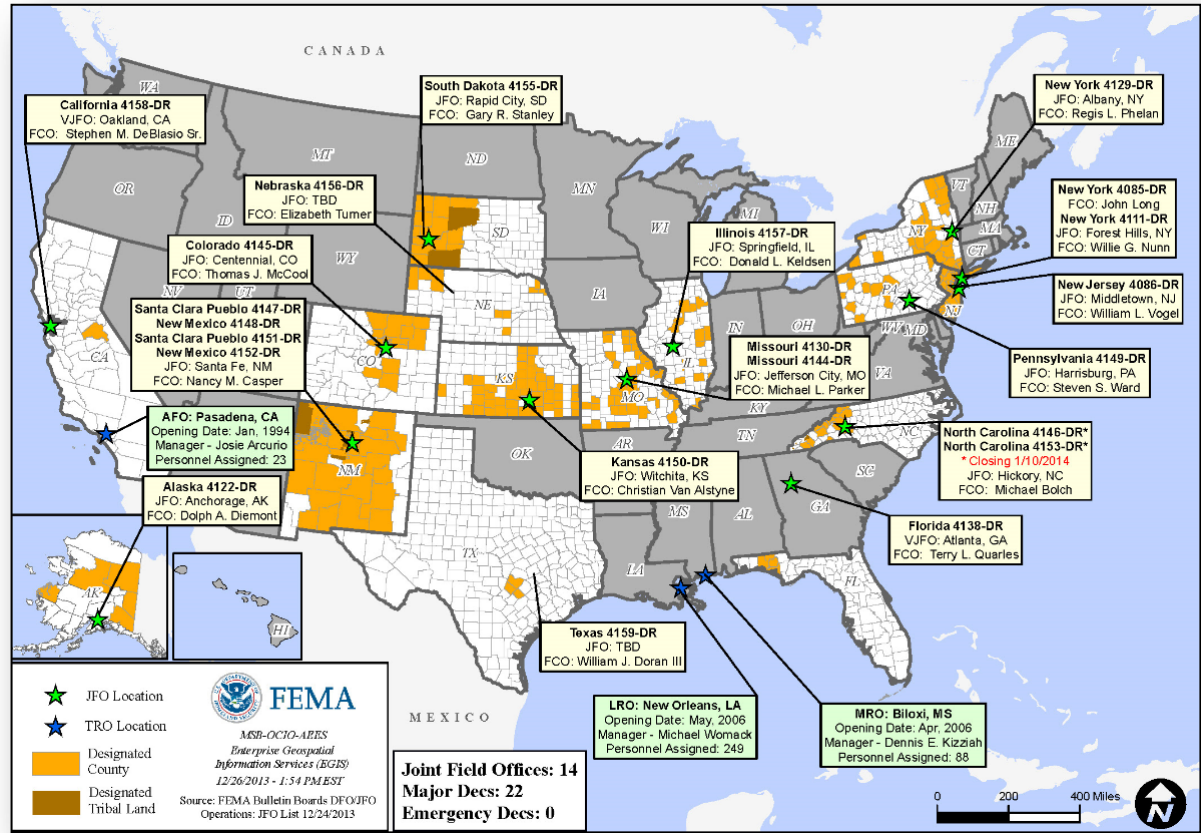 CANADA
WA
California 4158-DR
VJFO: Oakland, CA
FCO: Stephen M. DeBlasio Sr.
South Dakota 4155-DR
JFO: Rapid City, SD
FCO: Gary R. Stanley
New York 4129-DR
JFO: Albany, NY
FCO: Regis L. Phelan
MT
ND
ME
OR
MN
VT
Nebraska 4156-DR
JFO: TBD
FCO: Elizabeth Turner
ID
SD
WI
MI
NY
NH
MA
CT
New York 4085-DR
FCO: John Long
New York 4111-DR
JFO: Forest Hills, NY
FCO: Willie G. Nunn
Illinois 4157-DR
JFO: Springfield, IL
FCO: Donald L. Keldsen
Colorado 4145-DR
JFO: Centennial, CO
FCO: Thomas J. McCool
WY
NV
UT
NE
IA
PA
NJ
New Jersey 4086-DR
JFO: Middletown, NJ
FCO: William L. Vogel
Santa Clara Pueblo 4147-DR
New Mexico 4148-DR
Santa Clara Pueblo 4151-DR
New Mexico 4152-DR
JFO: Santa Fe, NM
FCO: Nancy M. Casper
CA
CO
KS
MO
IL
IN
OH
WV
MD
VA
Missouri 4130-DR
Missouri 4144-DR
JFO: Jefferson City, MO
FCO: Michael L. Parker
Pennsylvania 4149-DR
JFO: Harrisburg, PA
FCO: Steven S. Ward
AFO: Pasadena, CA
Opening Date: Jan, 1994
Manager - Josie Arcurio
Personnel Assigned: 23
KY
TN
NC
North Carolina 4146-DR*
North Carolina 4153-DR*
*Closing 1/10/2014
JFO: Hickory, NC
FCO: Michael Bolch
NM
OK
AR
SC
Kansas 4150-DR
JFO: Witchita, KS
FCO: Christian Van Alstyne
Alaska 4122-DR
JFO: Anchorage, AK
FCO: Dolph A. Diemont
MS
AL
GA
Florida 4138-DR
VJFO: Atlanta, GA
FCO: Terry L. Quarles
TX
LA
FL
AK
HI
Texas 4159-DR
JFO: TBD
FCO: William J. Doran III
LRO: New Orleans, LA
Opening Date: May, 2006
Manager - Michael Womack
Personnel Assigned: 249
MRO: Biloxi, MS
Opening Date: Apr, 2006
Manager - Dennis E. Kizziah
Personnel Assigned: 88
MEXICO
JFO Location
TRO Location
Designated
County
Designated
Tribal Land
FEMA
MSB-OCIO-ARES
Enterprise Geospatial
Information Services (EGIS)
12/26/2013 - 1:54 PM EST
Source: FEMA Bulletin Boards DFO/JFO
Operations: JFO List 12/24/2013
Joint Field Offices: 14
Major Decs: 22
Emergency Decs: 0
0 200 400 Miles
N